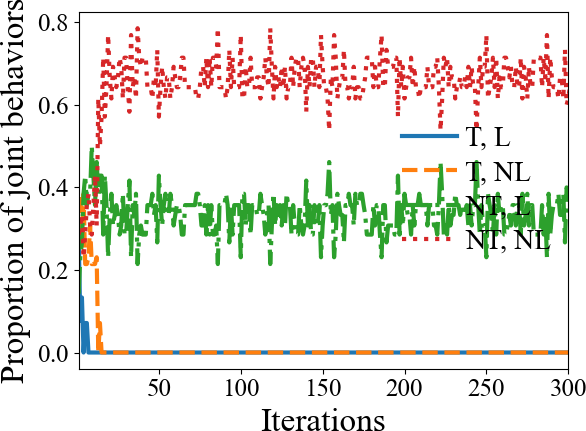 Proportion of joint behaviors
0.8
0.6
0.4
0.2
0.0
T, L
T, NL
NT, L
NT, NL
50
100
150
200
250
300
Iterations